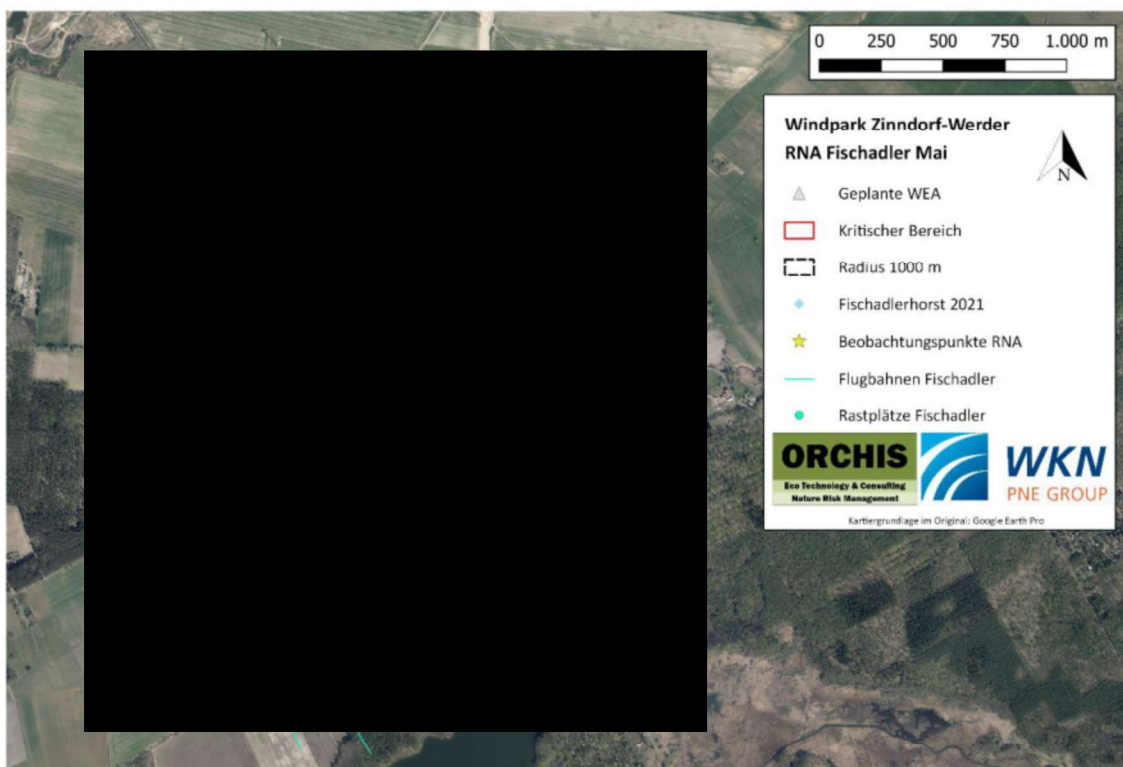 0 250 500 750 1.000 m
Windpark Zinndorf-Werder
RNA Fischadler Mai
N
Geplante WEA
Kritischer Bereich
Radius 1000 m
Fischadlerhorst 2021
Beobachtungspunkte RNA
Flugbahnen Fischadler
Rastplätze Fischadler
ORCHIS
Eco Technology & Consulting
Nature Risk Management
WKN
PNE GROUP
Kartiergrundlage im Original: Google Earth Pro